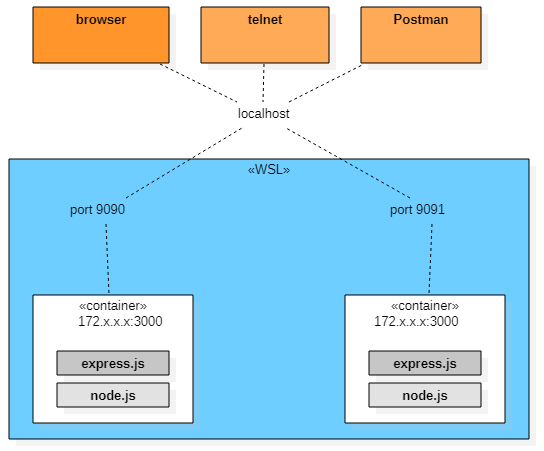 browser
telnet
Postman
localhost
«WSL»
port 9090
port 9091
«container»
172.x.x.x:3000
express.js
node.js
«container»
172.x.x.x:3000
express.js
node.js